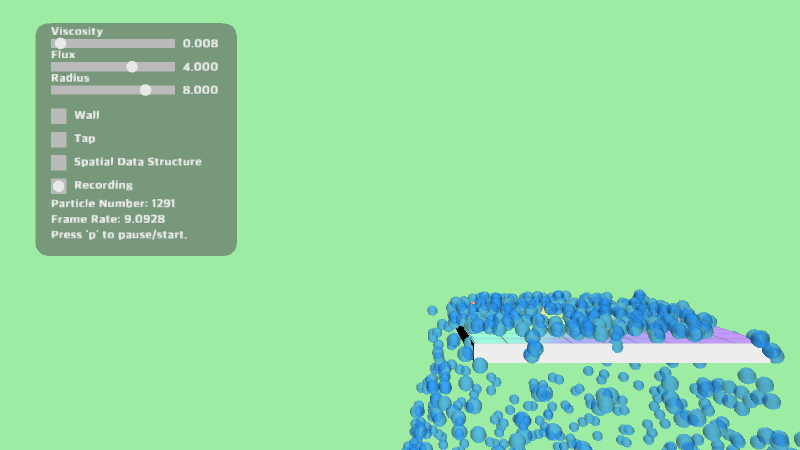 Viscosity
0.008
Flux
4.000
Radius
8.000
Wall
Tap
Spatial Data Structure
Recording
Particle Number: 1291
Frame Rate: 9.0928
Press 'p' to pause/start.